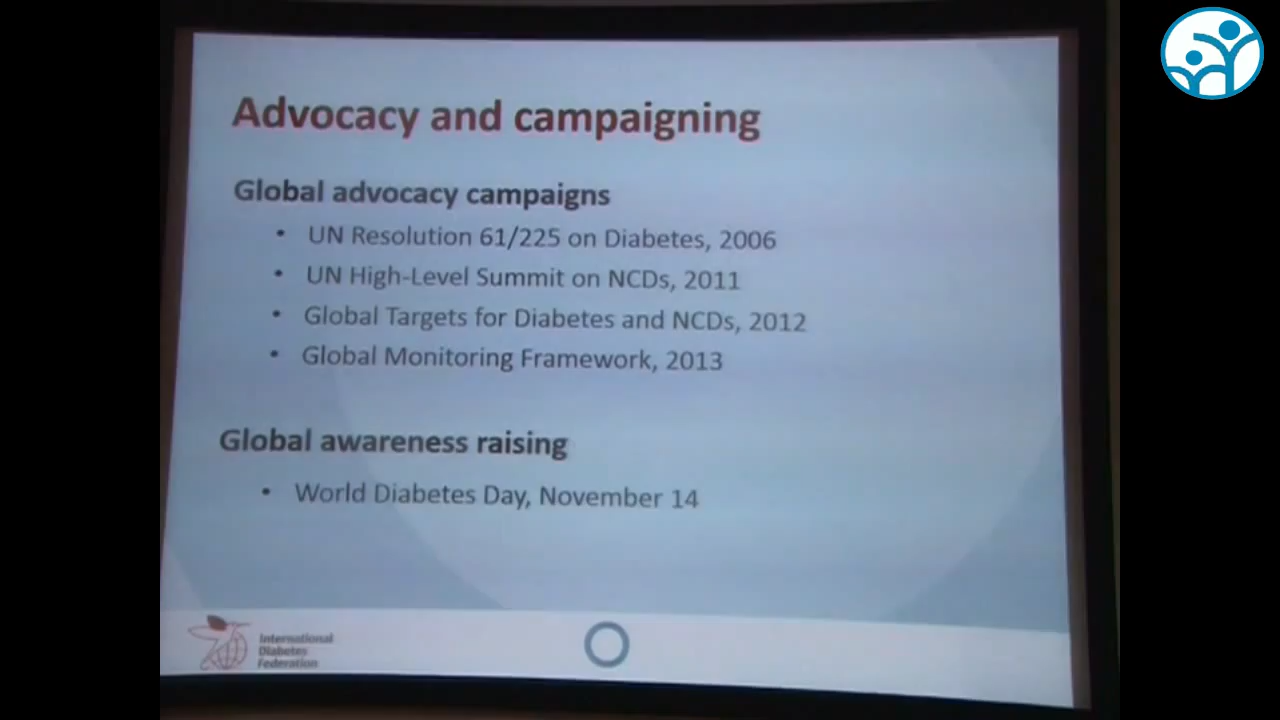 Advocacy and campaigning
Global advocacy campaigns
• UN Resolution 61/225 on Diabetes, 2006
• UN High-Level Summit on NCDs, 2011
• Global Targets for Diabetes and NCDs, 2012
• Global Monitoring Framework, 2013
Global awareness raising
• World Diabetes Day, November 14
International
Diabetes
Federation